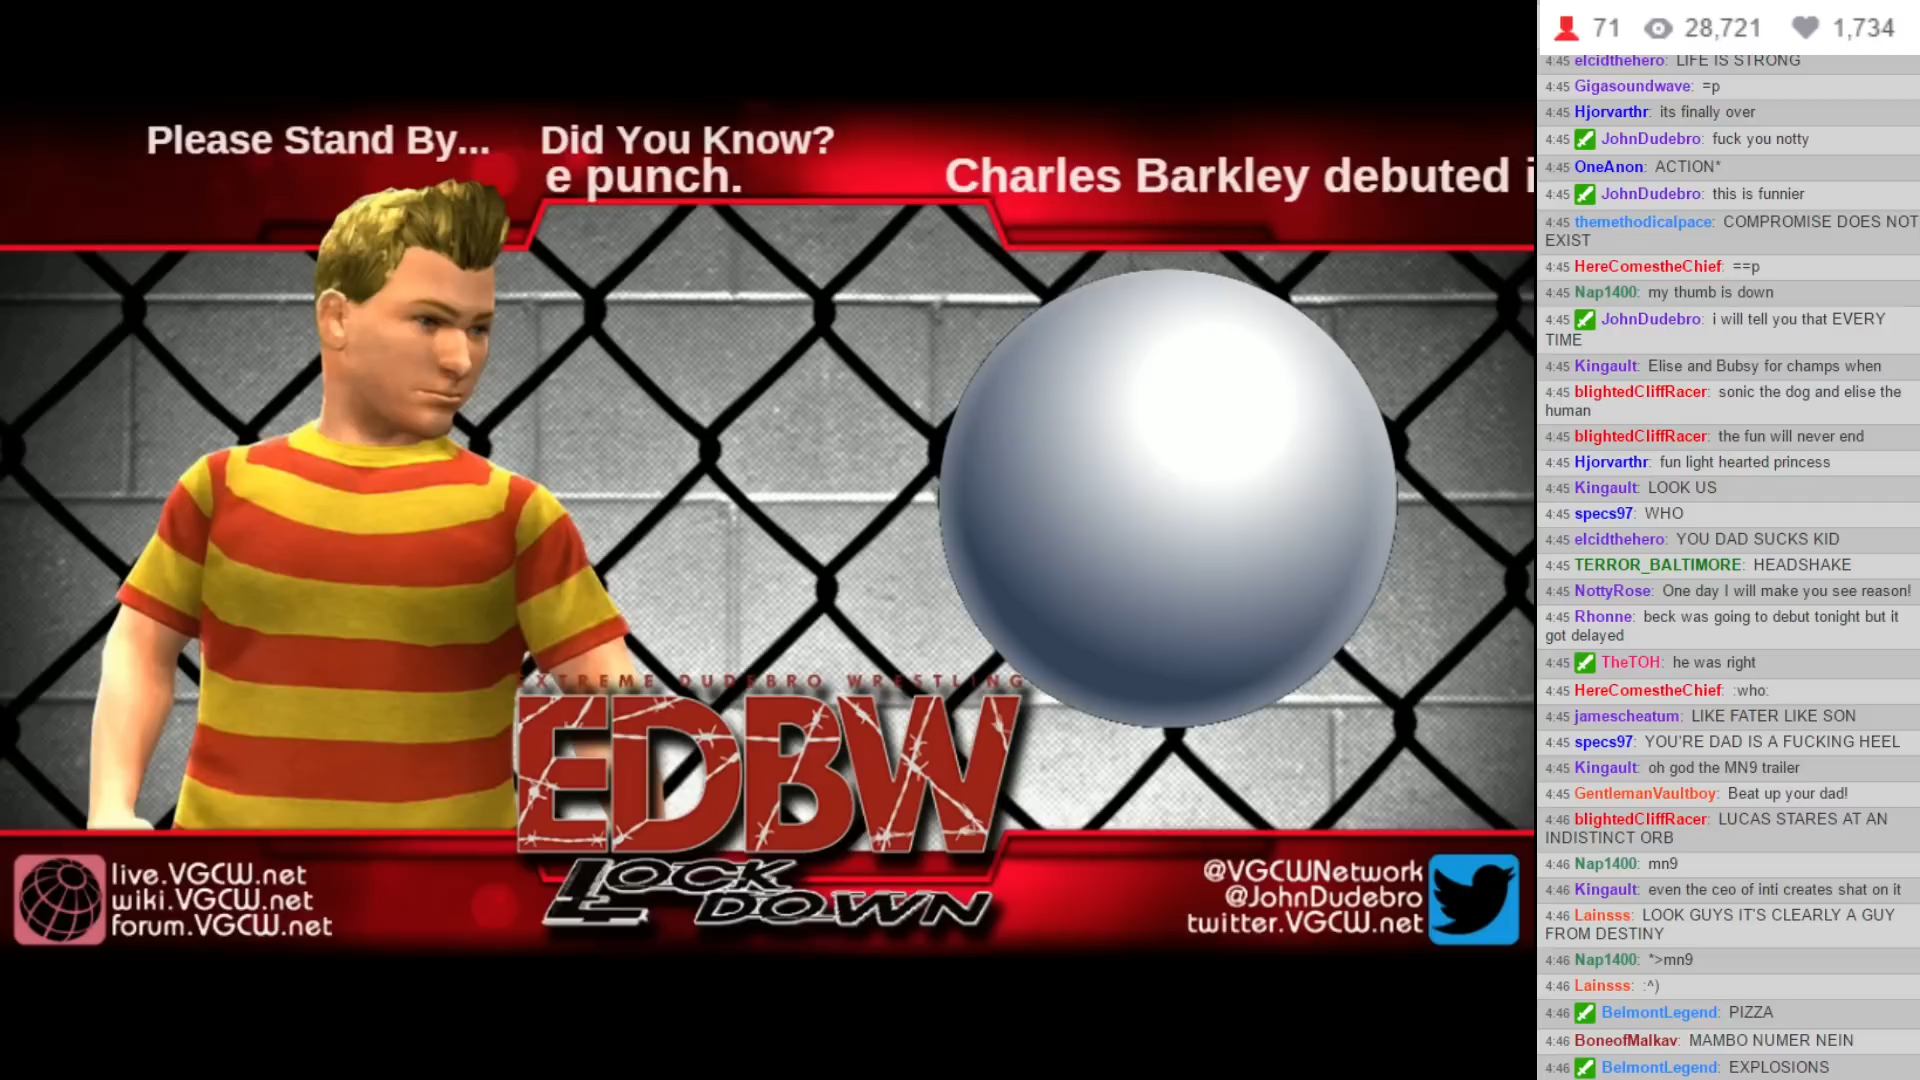 Please Stand By...
Did You Know?
e punch.
Charles Barkley debuted i
EXTREME DUDEBRO WRESTLING
EDBW
LOCK
DOWN
live.VGCW.net
wiki.VGCW.net
forum.VGCW.net
@VGCWNetwork
@JohnDudebro
twitter.VGCW.net
71 28,721 1,734
4:45 elcidthehero: LIFE IS STRONG
4:45 Gigasoundwave: =p
4:45 Hjorvarthr: its finally over
4:45 JohnDudebro: fuck you notty
4:45 OneAnon: ACTION*
4:45 JohnDudebro: this is funnier
4:45 themethodicalpace: COMPROMISE DOES NOT
EXIST
4:45 HereComestheChief: ==p
4:45 Nap1400: my thumb is down
4:45 JohnDudebro: i will tell you that EVERY
TIME
4:45 Kingault: Elise and Bubsy for champs when
4:45 blightedCliffRacer: sonic the dog and elise the
human
4:45 blightedCliffRacer: the fun will never end
4:45 Hjorvarthr: fun light hearted princess
4:45 Kingault: LOOK US
4:45 specs97: WHO
4:45 elcidthehero: YOU DAD SUCKS KID
4:45 TERROR_BALTIMORE: HEADSHAKE
4:45 NottyRose: One day I will make you see reason!
4:45 Rhonne: beck was going to debut tonight but it
got delayed
4:45 TheTOH: he was right
4:45 HereComestheChief: :who:
4:45 jamescheatum: LIKE FATER LIKE SON
4:45 specs97: YOU'RE DAD IS A FUCKING HEEL
4:45 Kingault: oh god the MN9 trailer
4:45 GentlemanVaultboy: Beat up your dad!
4:46 blightedCliffRacer: LUCAS STARES AT AN
INDISTINCT ORB
4:46 Nap1400: mn9
4:46 Kingault: even the ceo of inti creates shat on it
4:46 Lainsss: LOOK GUYS IT'S CLEARLY A GUY
FROM DESTINY
4:46 Nap1400: *>mn9
4:46 Lainsss: :^)
4:46 BelmontLegend: PIZZA
4:46 BoneofMalkav: MAMBO NUMER NEIN
4:46 BelmontLegend: EXPLOSIONS